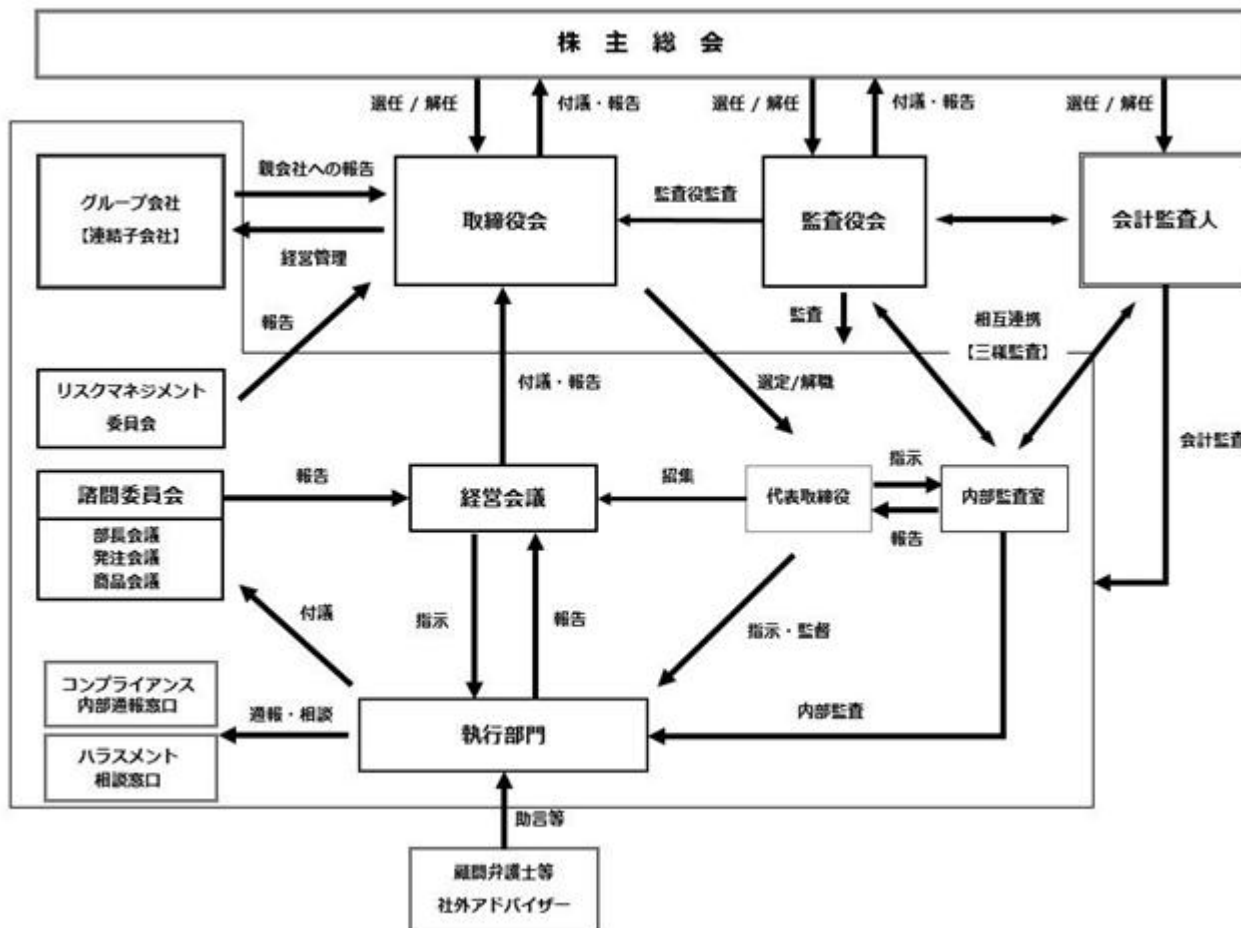 株 主 総 会
選任 / 解任
付議・報告
選任 / 解任
付議・報告
選任 / 解任
グループ会社
【連結子会社】
親会社への報告
経営管理
取締役会
監査役監査
監査役会
会計監査人
報告
監査
相互連携
【三様監査】
リスクマネジメント
委員会
付議・報告
選定/解職
会計監査
諮問委員会
部長会議
発注会議
商品会議
報告
経営会議
招集
代表取締役
指示
報告
内部監査室
付議
指示
報告
指示・監督
コンプライアンス
内部通報窓口
通報・相談
執行部門
内部監査
ハラスメント
相談窓口
助言等
顧問弁護士等
社外アドバイザー